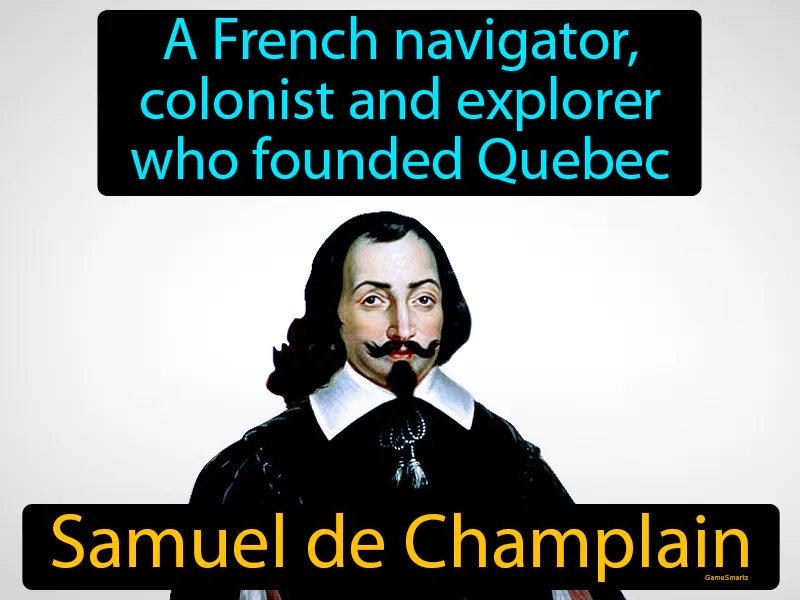 A French navigator,
colonist and explorer
who founded Quebec
Samuel de Champlain
GameSmartz